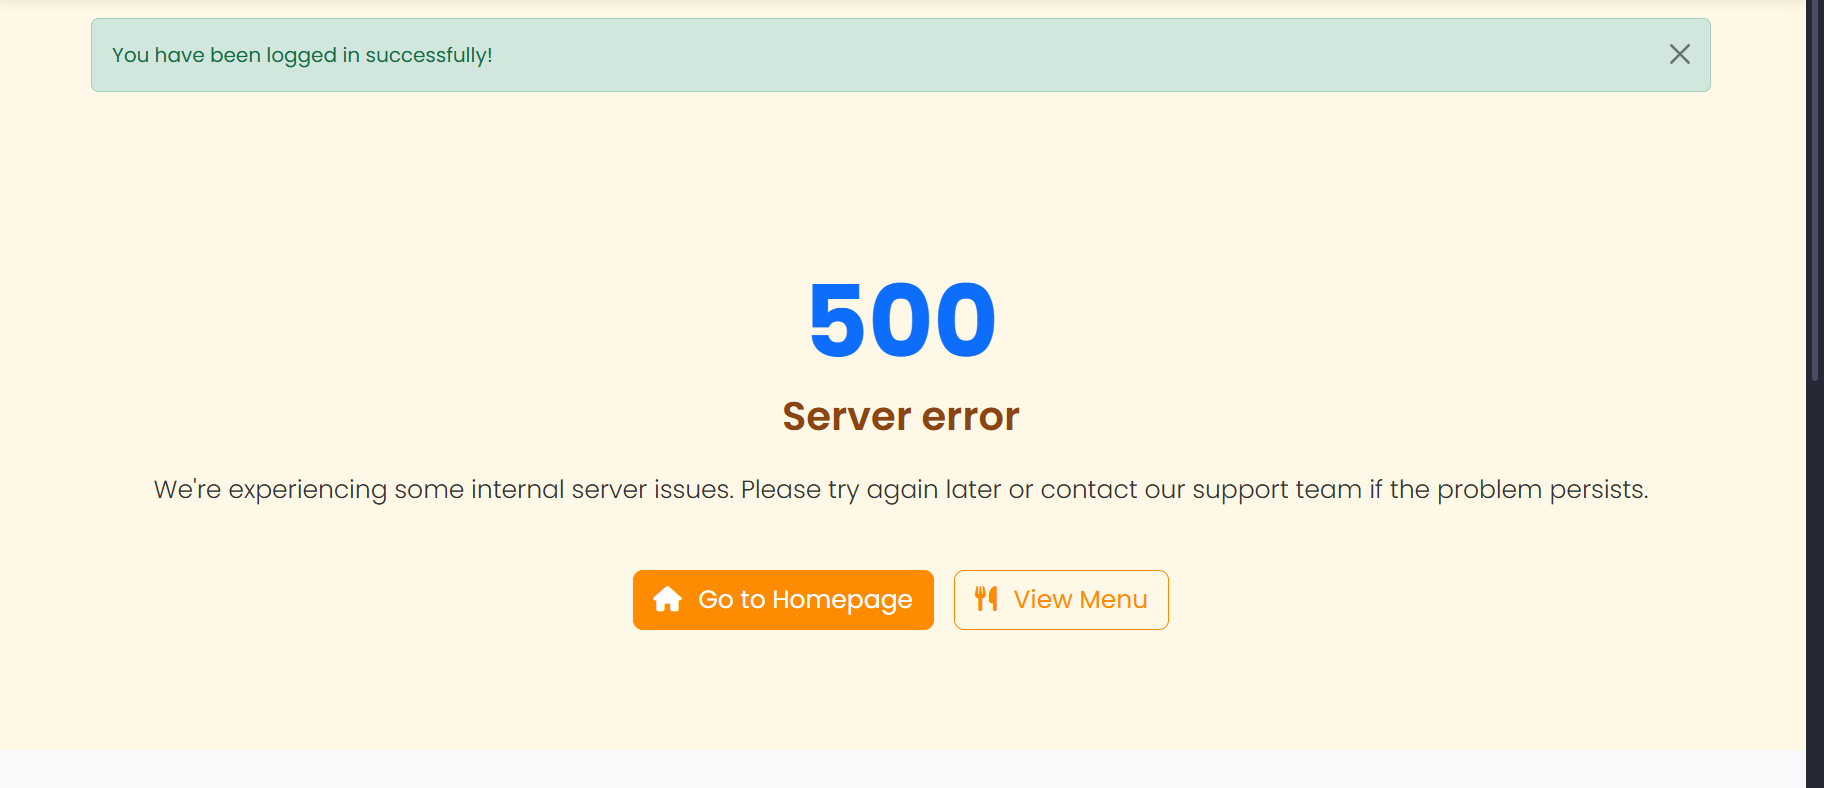 You have been logged in successfully!
500
Server error
We're experiencing some internal server issues. Please try again later or contact our support team if the problem persists.
Go to Homepage
View Menu